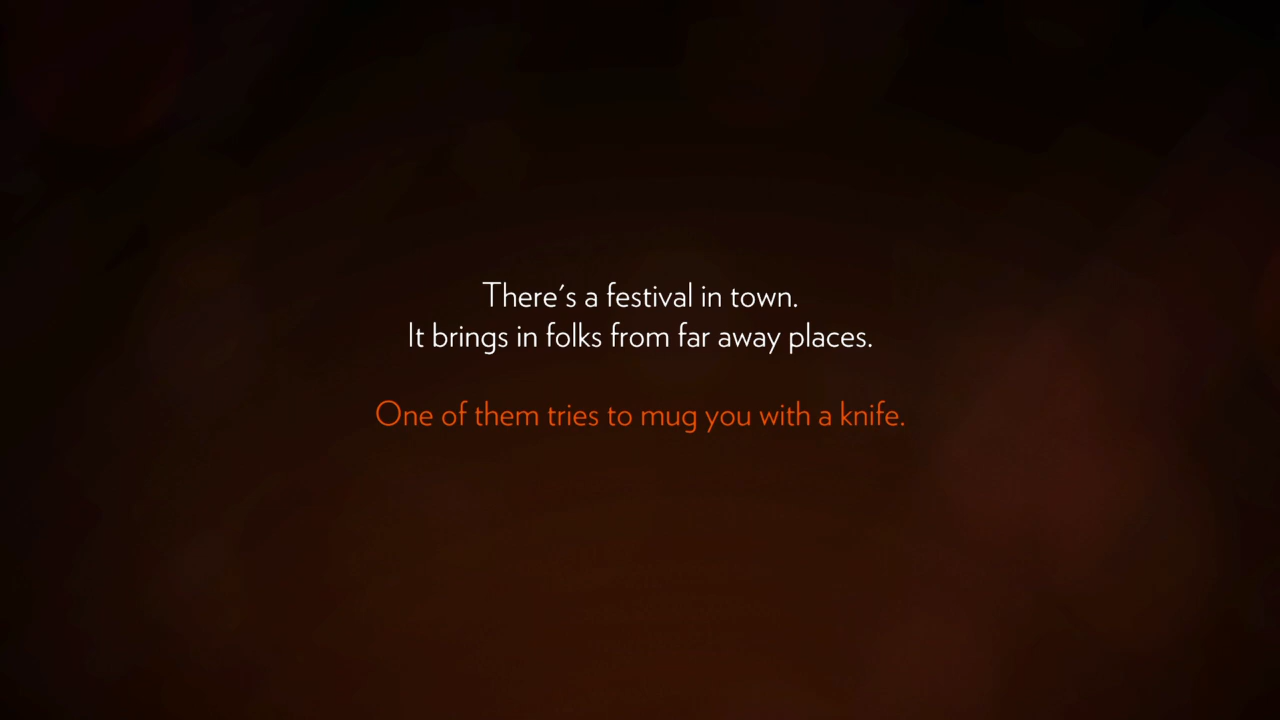 There's a festival in town.
It brings in folks from far away places.
One of them tries to mug you with a knife.